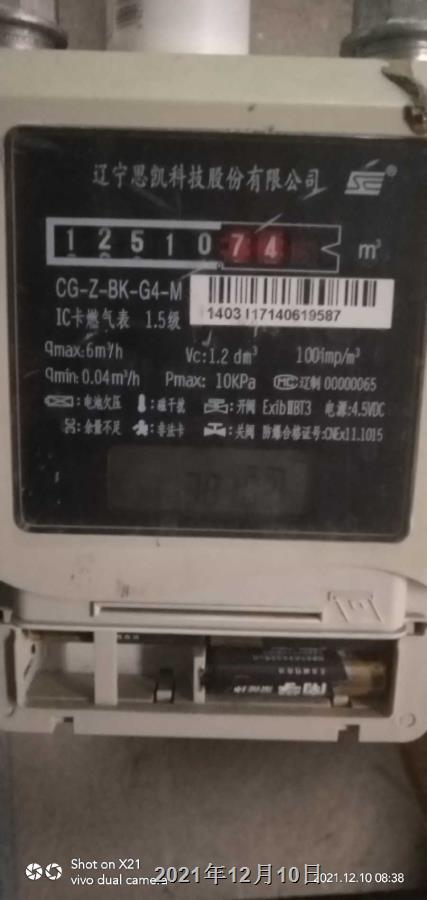 辽宁思凯科技股份有限公司 SC®
1 2 5 1 0 7 4 m³
CG-Z-BK-G4-M
IC卡燃气表 1.5级
1403117140619587
qmax:6m³/h Vc:1.2 dm³ 100imp/m³
qmin:0.04m³/h Pmax: 10KPa MC 辽制 00000065
:电池欠压 :磁干扰 :开阀 ExibⅡBT3 电源:4.5VDC
:余量不足 :非法卡 :关阀 防爆合格证号:CNEx11.1015
Shot on X21
vivo dual camera
2021年12月10日
2021.12.10 08:38